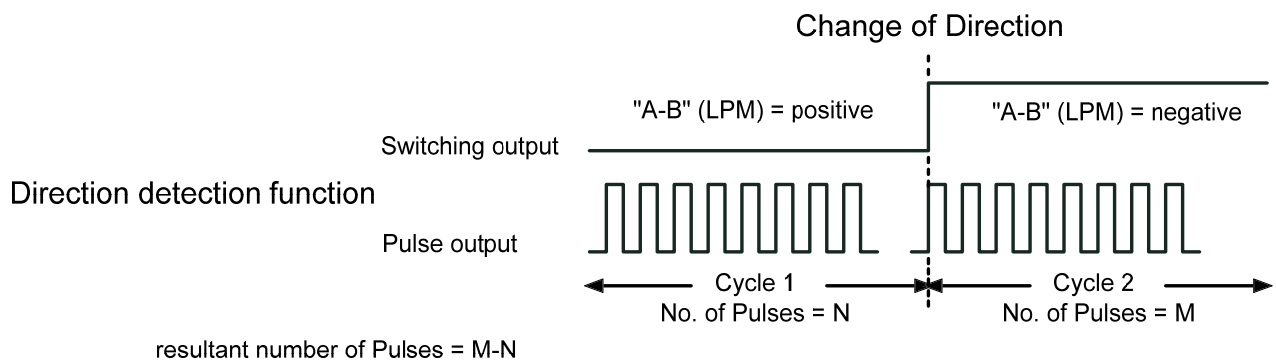 Change of Direction
"A-B" (LPM) = positive
"A-B" (LPM) = negative
Switching output
Direction detection function
Pulse output
Cycle 1
Cycle 2
No. of Pulses = N
No. of Pulses = M
resultant number of Pulses = M-N